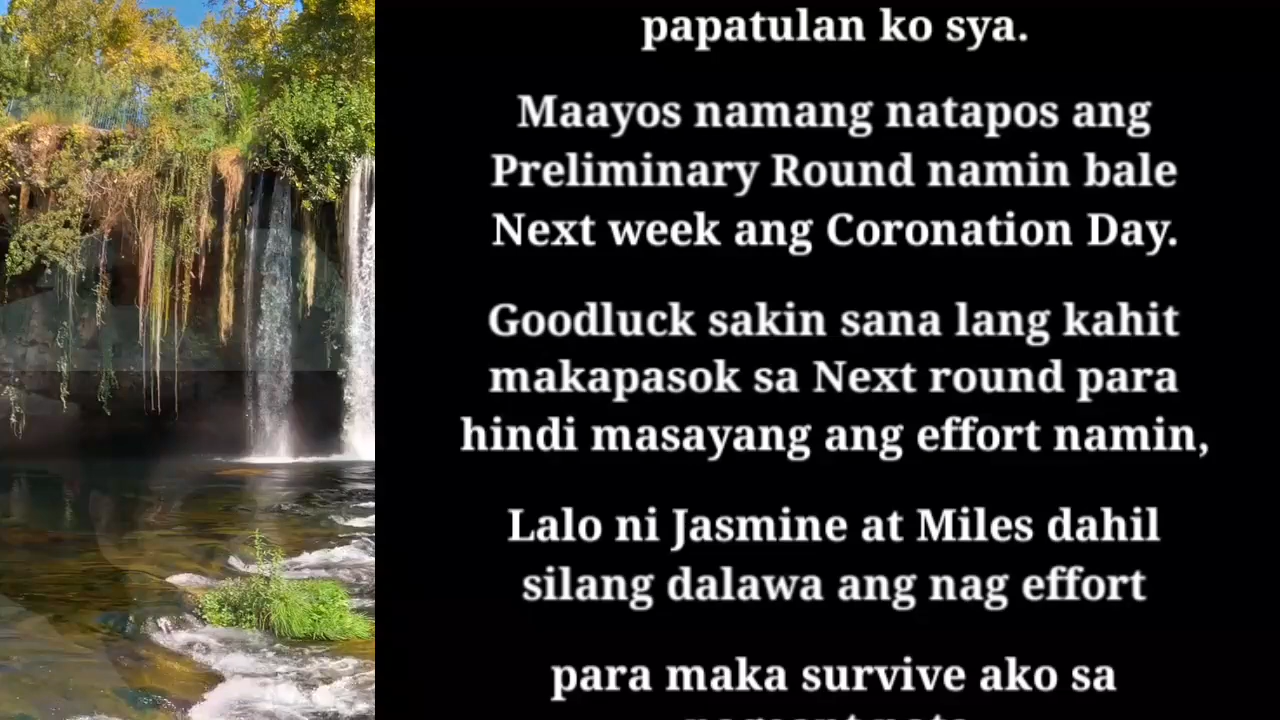 papatulan ko sya.
Maayos namang natapos ang
Preliminary Round namin bale
Next week ang Coronation Day.
Goodluck sakin sana lang kahit
makapasok sa Next round para
hindi masayang ang effort namin,
Lalo ni Jasmine at Miles dahil
silang dalawa ang nag effort
para maka survive ako sa